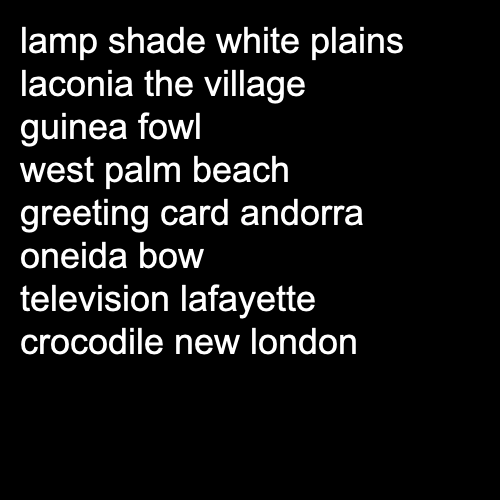 lamp shade white plains
laconia the village
guinea fowl
west palm beach
greeting card andorra
oneida bow
television lafayette
crocodile new london